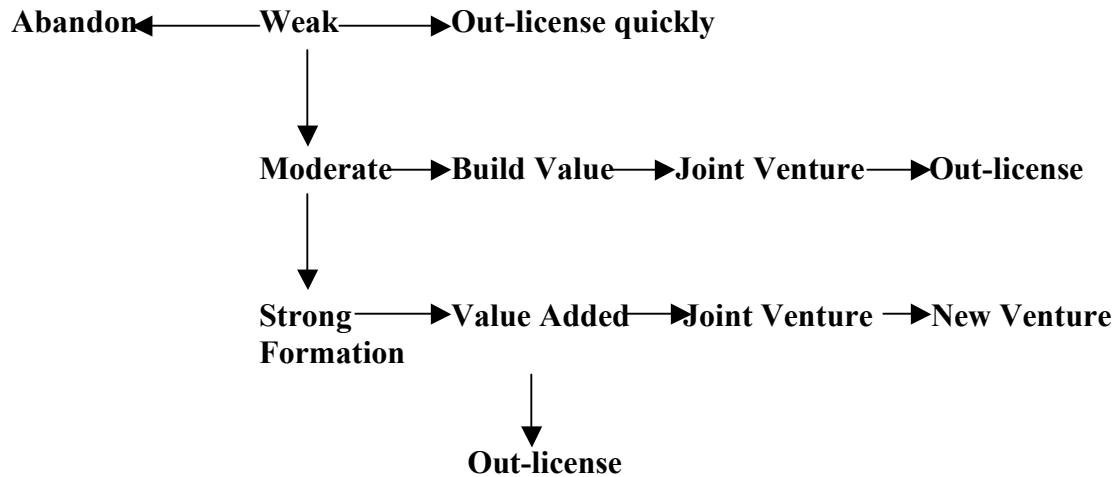 Abandon Weak Out-license quickly
Moderate Build Value Joint Venture Out-license
Strong Value Added Joint Venture New Venture
Formation
Out-license